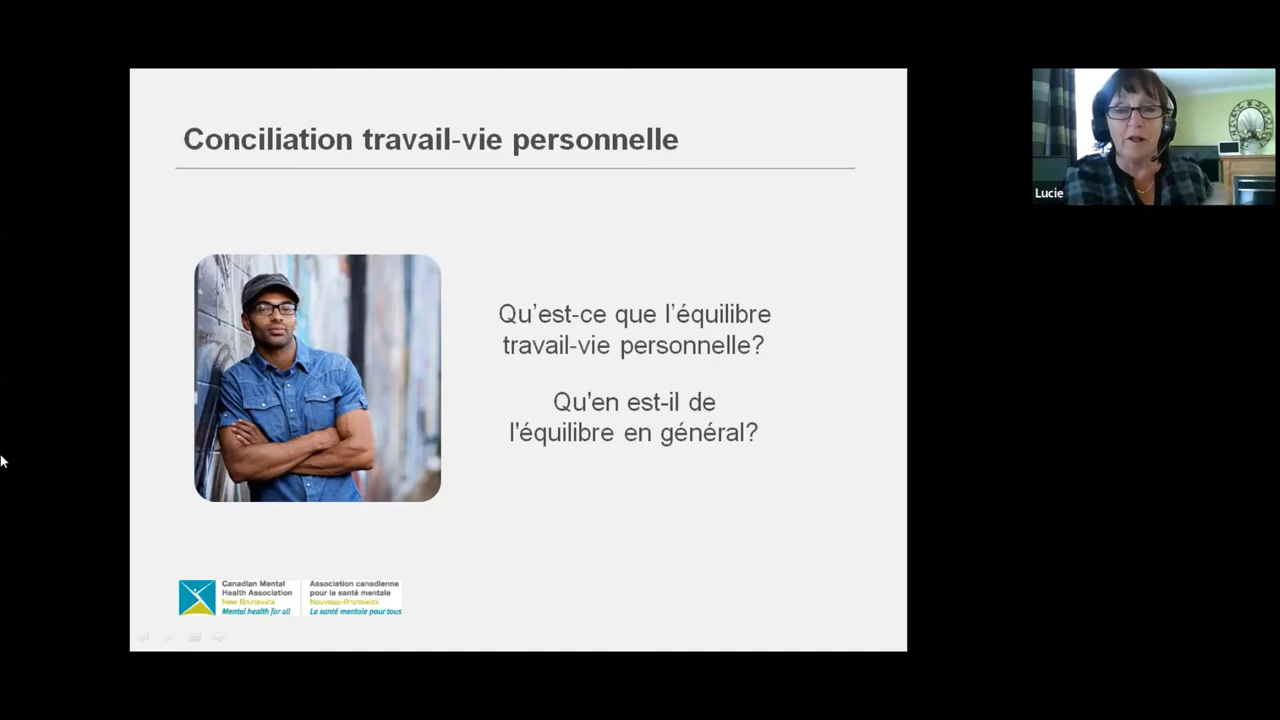 Conciliation travail-vie personnelle
Lucie
Qu’est-ce que l’équilibre
travail-vie personnelle?
Qu'en est-il de
l'équilibre en général?
Canadian Mental
Health Association
New Brunswick
Mental health for all
Association canadienne
pour la santé mentale
Nouveau-Brunswick
La santé mentale pour tous